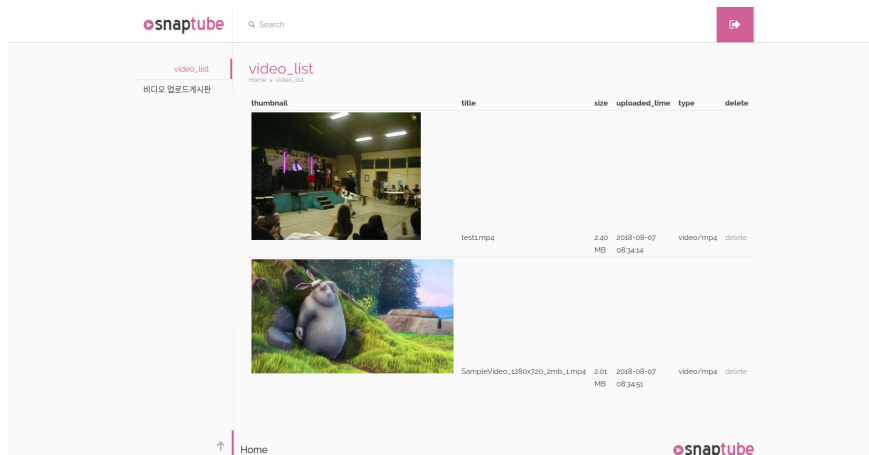 snaptube
Search
video_list
비디오 업로드게시판
video_list
Home » video_list
thumbnail title size uploaded_time type delete
test1.mp4 2.40 2018-08-07 video/mp4 delete
MB 08:34:14
SampleVideo_1280x720_2mb_1.mp4 2.01 2018-08-07 video/mp4 delete
MB 08:34:51
Home
snaptube